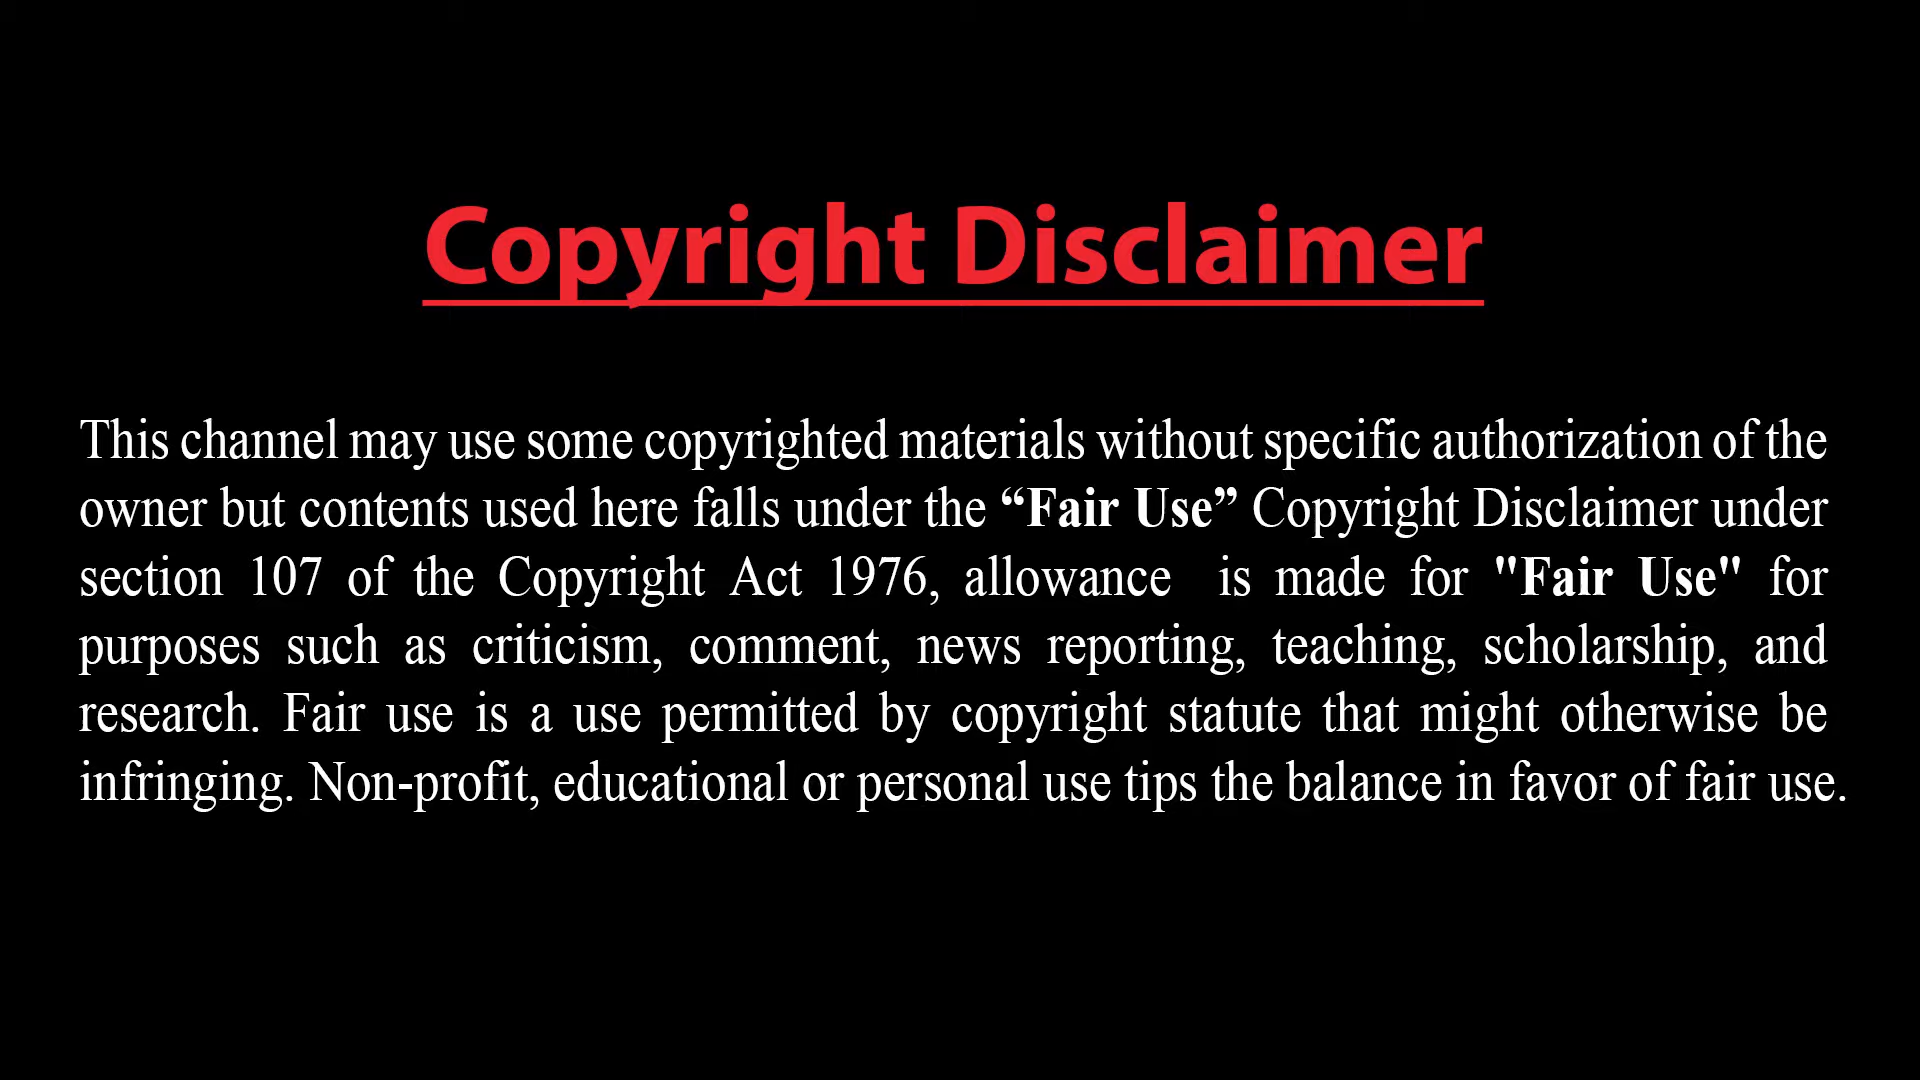 Copyright Disclaimer
This channel may use some copyrighted materials without specific authorization of the
owner but contents used here falls under the “Fair Use” Copyright Disclaimer under
section 107 of the Copyright Act 1976, allowance is made for "Fair Use" for
purposes such as criticism, comment, news reporting, teaching, scholarship, and
research. Fair use is a use permitted by copyright statute that might otherwise be
infringing. Non-profit, educational or personal use tips the balance in favor of fair use.